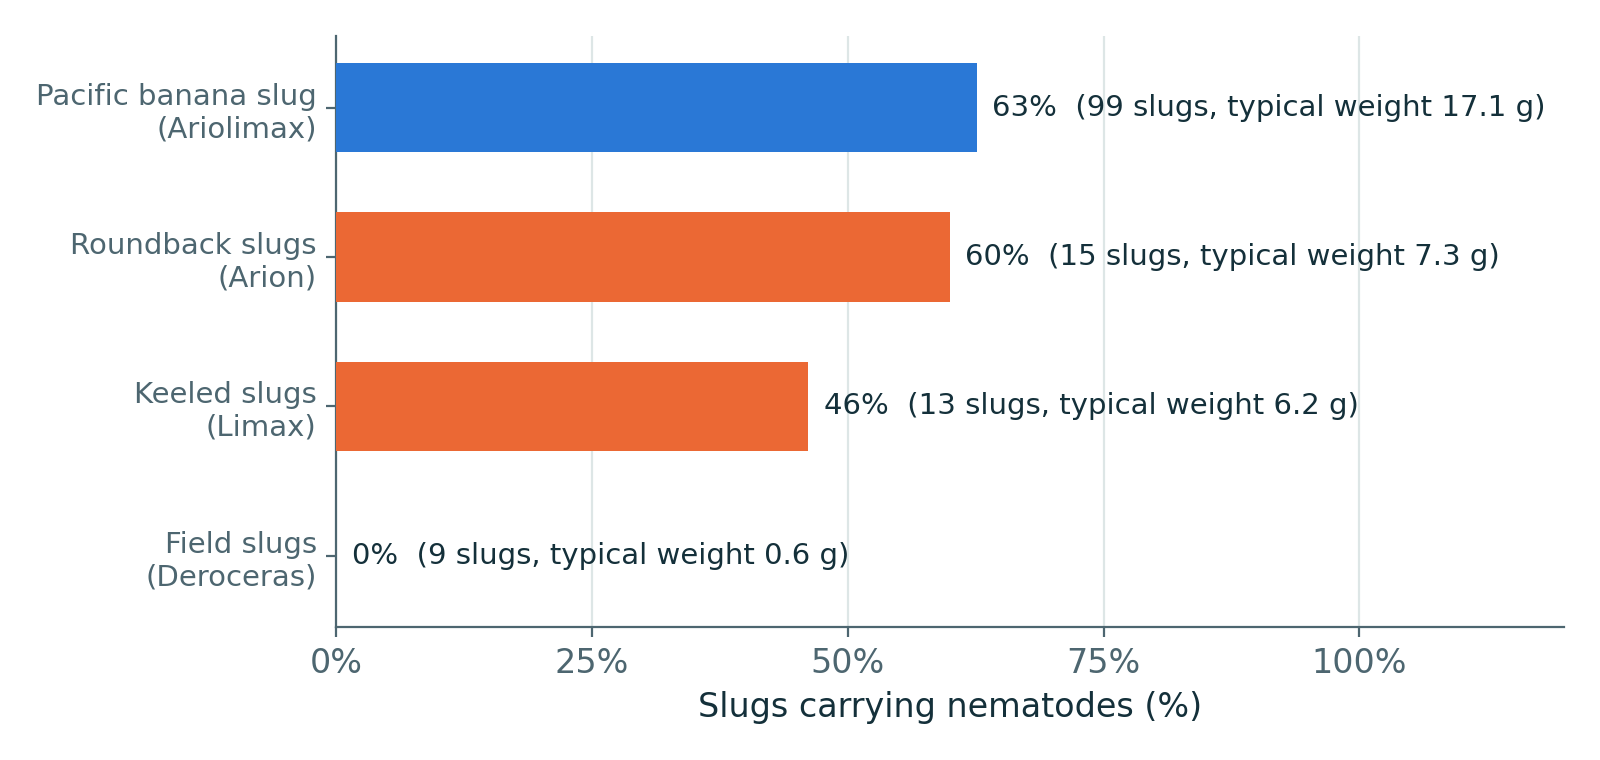 Pacific banana slug
(Ariolimax)
63%  (99 slugs, typical weight 17.1 g)
Roundback slugs
(Arion)
60%  (15 slugs, typical weight 7.3 g)
Keeled slugs
(Limax)
46%  (13 slugs, typical weight 6.2 g)
Field slugs
(Deroceras)
0%  (9 slugs, typical weight 0.6 g)
0% 25% 50% 75% 100%
Slugs carrying nematodes (%)